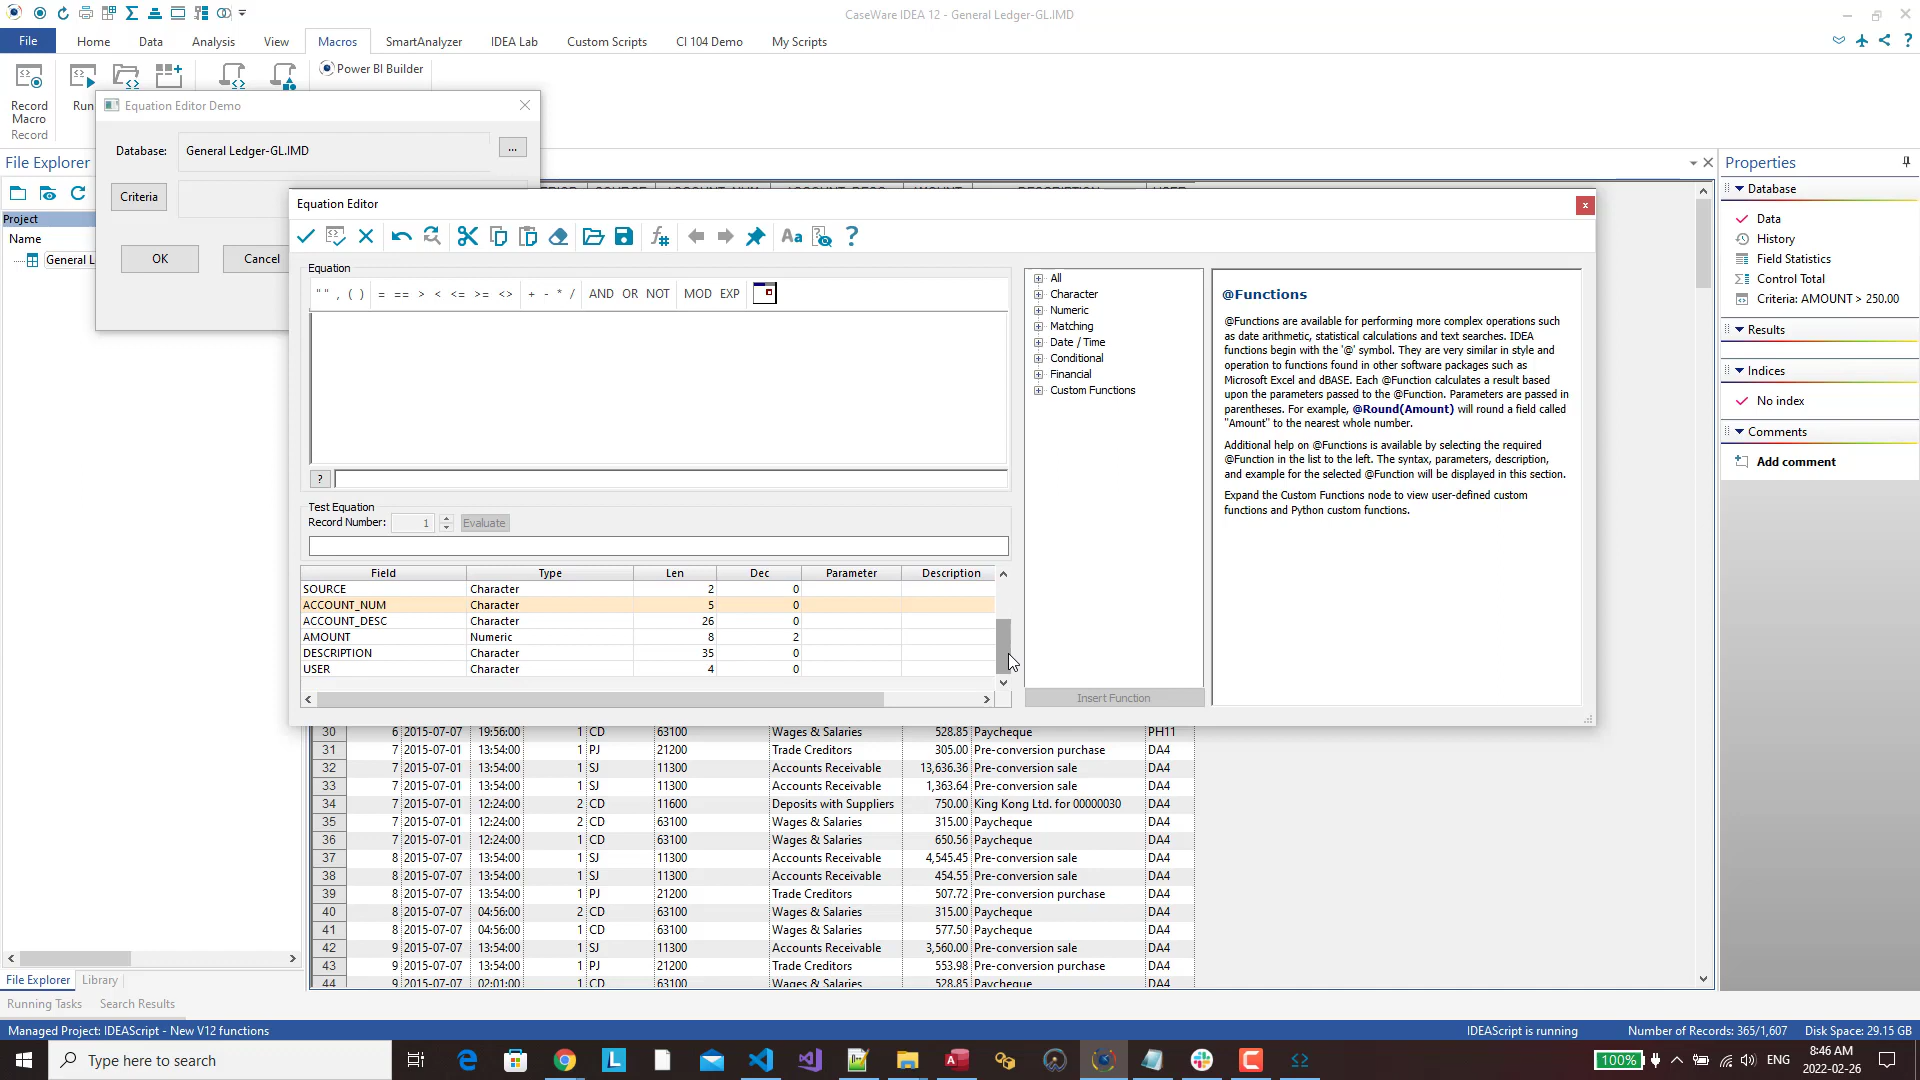 CaseWare IDEA 12 - General Ledger-GL.IMD
File Home Data Analysis View Macros SmartAnalyzer IDEA Lab Custom Scripts CI 104 Demo My Scripts
Record
Macro
Run
Power BI Builder
Record
Equation Editor Demo
Database: General Ledger-GL.IMD ...
Criteria
OK Cancel
File Explorer
Project
Name
General L
Equation Editor
Equation
"" , ( ) = == > < <= >= <> + - * / AND OR NOT MOD EXP
?
Test Equation
Record Number: 1 Evaluate
Field Type Len Dec Parameter Description
SOURCE Character 2 0
ACCOUNT_NUM Character 5 0
ACCOUNT_DESC Character 26 0
AMOUNT Numeric 8 2
DESCRIPTION Character 35 0
USER Character 4 0
All
Character
Numeric
Matching
Date / Time
Conditional
Financial
Custom Functions
Insert Function
@Functions
@Functions are available for performing more complex operations such
as date arithmetic, statistical calculations and text searches. IDEA
functions begin with the '@' symbol. They are very similar in style and
operation to functions found in other software packages such as
Microsoft Excel and dBASE. Each @Function calculates a result based
upon the parameters passed to the @Function. Parameters are passed in
parentheses. For example, @Round(Amount) will round a field called
"Amount" to the nearest whole number.
Additional help on @Functions is available by selecting the required
@Function in the list to the left. The syntax, parameters, description,
and example for the selected @Function will be displayed in this section.
Expand the Custom Functions node to view user-defined custom
functions and Python custom functions.
30 6 2015-07-07 19:56:00 1 CD 63100 Wages & Salaries 528.85 Paycheque PH11
31 7 2015-07-01 13:54:00 1 PJ 21200 Trade Creditors 305.00 Pre-conversion purchase DA4
32 7 2015-07-01 13:54:00 1 SJ 11300 Accounts Receivable 13,636.36 Pre-conversion sale DA4
33 7 2015-07-01 13:54:00 1 SJ 11300 Accounts Receivable 1,363.64 Pre-conversion sale DA4
34 7 2015-07-01 12:24:00 2 CD 11600 Deposits with Suppliers 750.00 King Kong Ltd. for 00000030 DA4
35 7 2015-07-01 12:24:00 2 CD 63100 Wages & Salaries 315.00 Paycheque DA4
36 7 2015-07-01 12:24:00 1 CD 63100 Wages & Salaries 650.56 Paycheque DA4
37 8 2015-07-07 13:54:00 1 SJ 11300 Accounts Receivable 4,545.45 Pre-conversion sale DA4
38 8 2015-07-07 13:54:00 1 SJ 11300 Accounts Receivable 454.55 Pre-conversion sale DA4
39 8 2015-07-07 13:54:00 1 PJ 21200 Trade Creditors 507.72 Pre-conversion purchase DA4
40 8 2015-07-07 04:56:00 2 CD 63100 Wages & Salaries 315.00 Paycheque DA4
41 8 2015-07-07 04:56:00 1 CD 63100 Wages & Salaries 577.50 Paycheque DA4
42 9 2015-07-07 13:54:00 1 SJ 11300 Accounts Receivable 3,560.00 Pre-conversion sale DA4
43 9 2015-07-07 13:54:00 1 PJ 21200 Trade Creditors 553.98 Pre-conversion purchase DA4
44 9 2015-07-07 02:01:00 1 CD 63100 Wages & Salaries 528.85 Paycheque DA4
Properties
Database
Data
History
Field Statistics
Control Total
Criteria: AMOUNT > 250.00
Results
Indices
No index
Comments
Add comment
File Explorer Library
Running Tasks Search Results
Managed Project: IDEAScript - New V12 functions IDEAScript is running Number of Records: 365/1,607 Disk Space: 29.15 GB
Type here to search
100% ENG
8:46 AM
2022-02-26